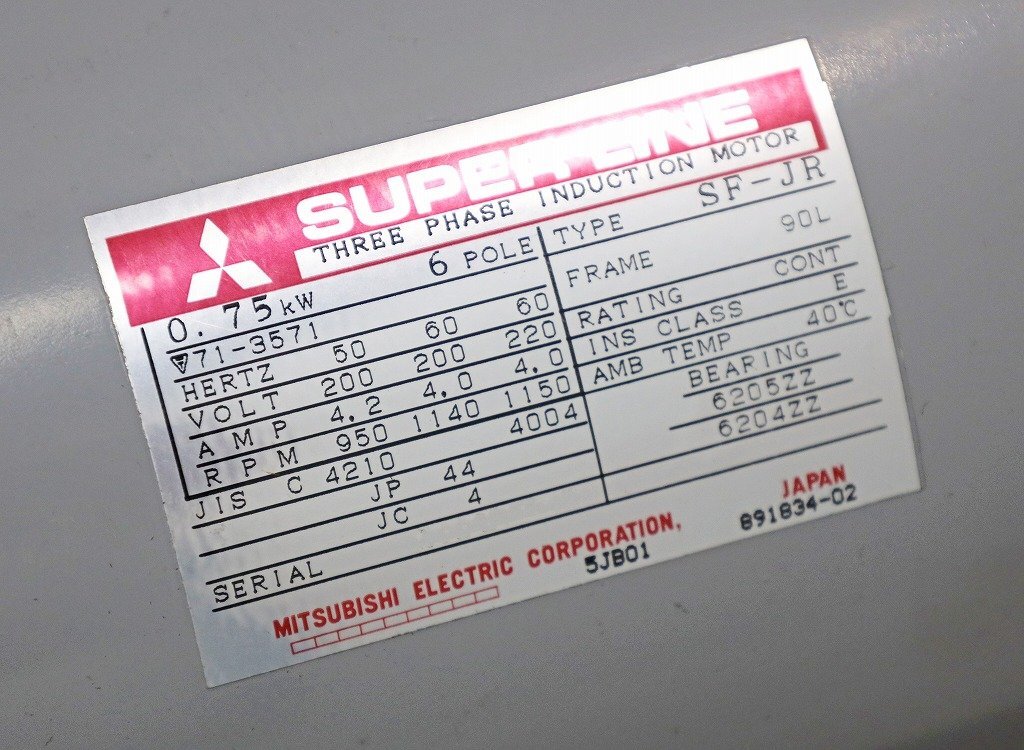 SUPER LINE
THREE PHASE INDUCTION MOTOR
0.75 kW 6 POLE
71-3571
HERTZ 50 60 60
VOLT 200 200 220
AMP 4.2 4.0 4.0
RPM 950 1140 1150
JIS C 4210 4004
JP 44
JC 4
SERIAL
TYPE SF-JR
FRAME 90L
RATING CONT
INS CLASS E
AMB TEMP 40℃
BEARING
6205ZZ
6204ZZ
MITSUBISHI ELECTRIC CORPORATION, JAPAN
5JB01 891834-02